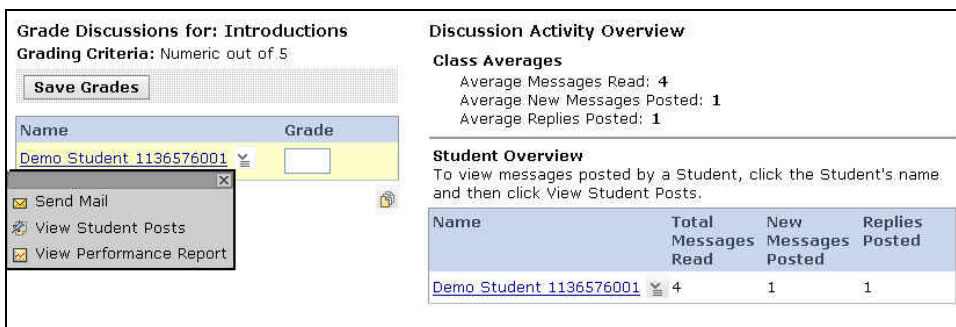 Grade Discussions for: Introductions
Grading Criteria: Numeric out of 5
Save Grades
Name Grade
Demo Student 1136576001
Send Mail
View Student Posts
View Performance Report
Discussion Activity Overview
Class Averages
Average Messages Read: 4
Average New Messages Posted: 1
Average Replies Posted: 1
Student Overview
To view messages posted by a Student, click the Student's name
and then click View Student Posts.
Name Total New Replies
Messages Messages Posted
Read Posted
Demo Student 1136576001 4 1 1